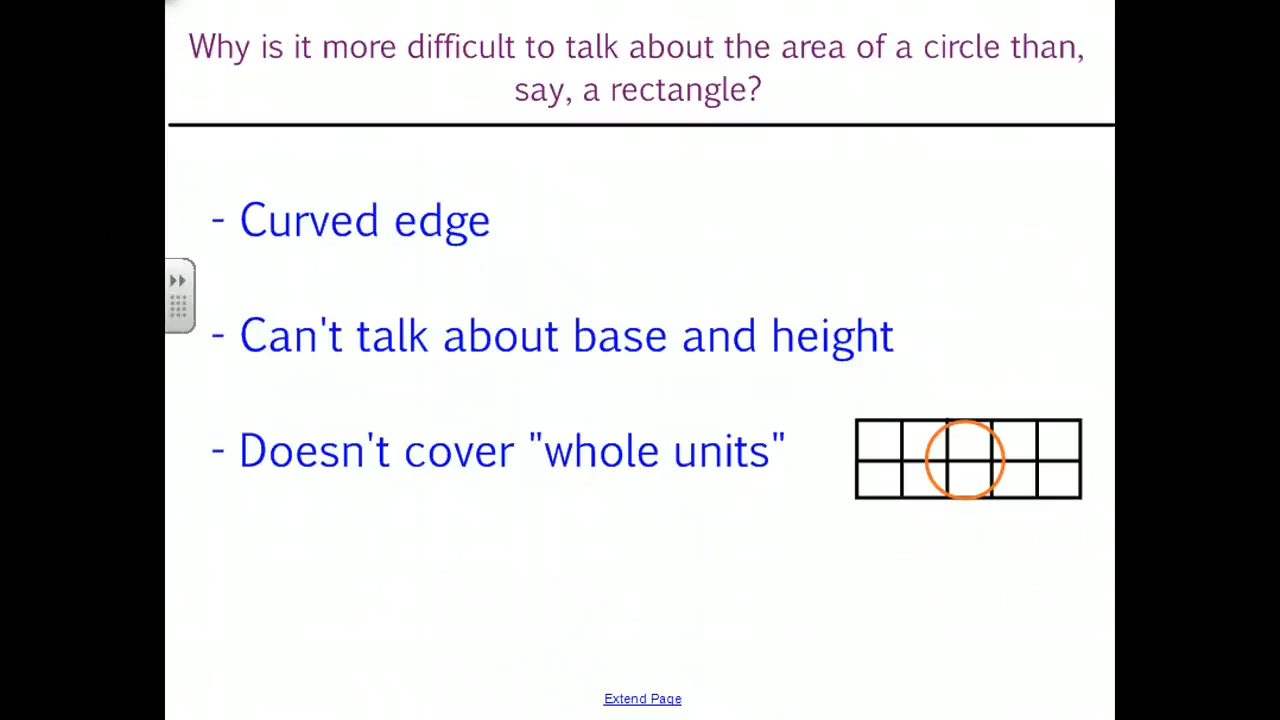 Why is it more difficult to talk about the area of a circle than,
say, a rectangle?
- Curved edge
- Can't talk about base and height
- Doesn't cover "whole units"
Extend Page